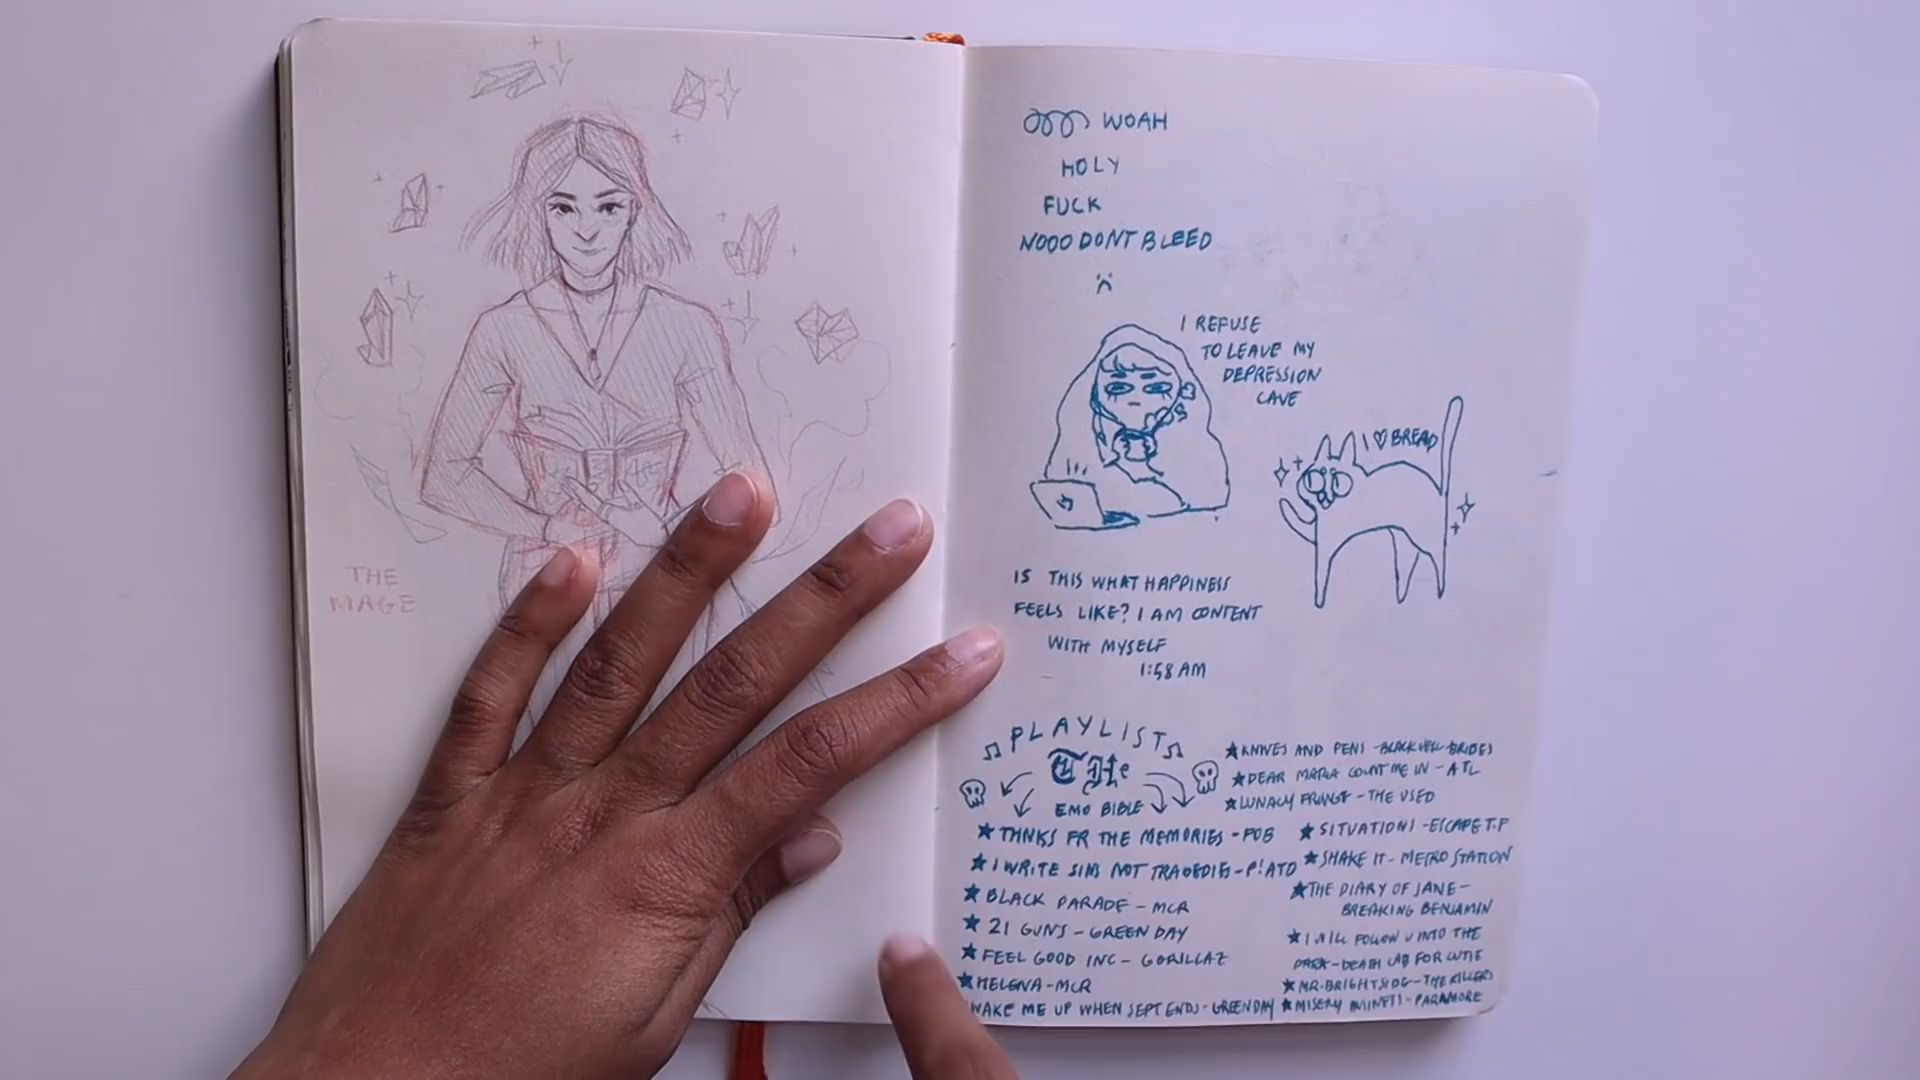 THE
MAGE
WOAH
HOLY
FUCK
NOOO DONT BLEED
I REFUSE
TO LEAVE MY
DEPRESSION
CAVE
I ♡ BREAD
IS THIS WHAT HAPPINESS
FEELS LIKE? I AM CONTENT
WITH MYSELF
1:58 AM
PLAYLIST
THE
EMO BIBLE
★ THNKS FR THE MEMORIES - FOB
★ I WRITE SINS NOT TRAGEDIES - P!ATD
★ BLACK PARADE - MCR
★ 21 GUNS - GREEN DAY
★ FEEL GOOD INC - GORILLAZ
★ HELENA - MCR
WAKE ME UP WHEN SEPT ENDS - GREENDAY
★ KNIVES AND PENS - BLACK VEIL BRIDES
★ DEAR MARIA COUNT ME IN - ATL
★ LUNACY FRINGE - THE USED
★ SITUATIONS - ESCAPE T.F
★ SHAKE IT - METRO STATION
★ THE DIARY OF JANE -
BREAKING BENJAMIN
★ I WILL FOLLOW U INTO THE
DARK - DEATH CAB FOR CUTIE
★ MR. BRIGHTSIDE - THE KILLERS
★ MISERY - PARAMORE